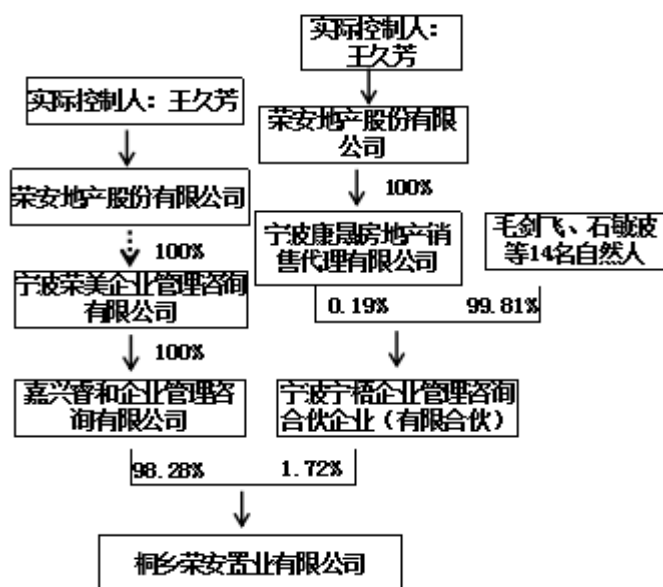 实际控制人：
王久芳
实际控制人：王久芳
荣安地产股份有限
公司
荣安地产股份有限公司
100%
宁波康晟房地产销
售代理有限公司
毛剑飞、石敏波
等14名自然人
100%
宁波荣美企业管理咨询
有限公司
0.19%
99.81%
100%
嘉兴睿和企业管理咨
询有限公司
宁波宁梧企业管理咨询
合伙企业（有限合伙）
98.28%
1.72%
桐乡荣安置业有限公司